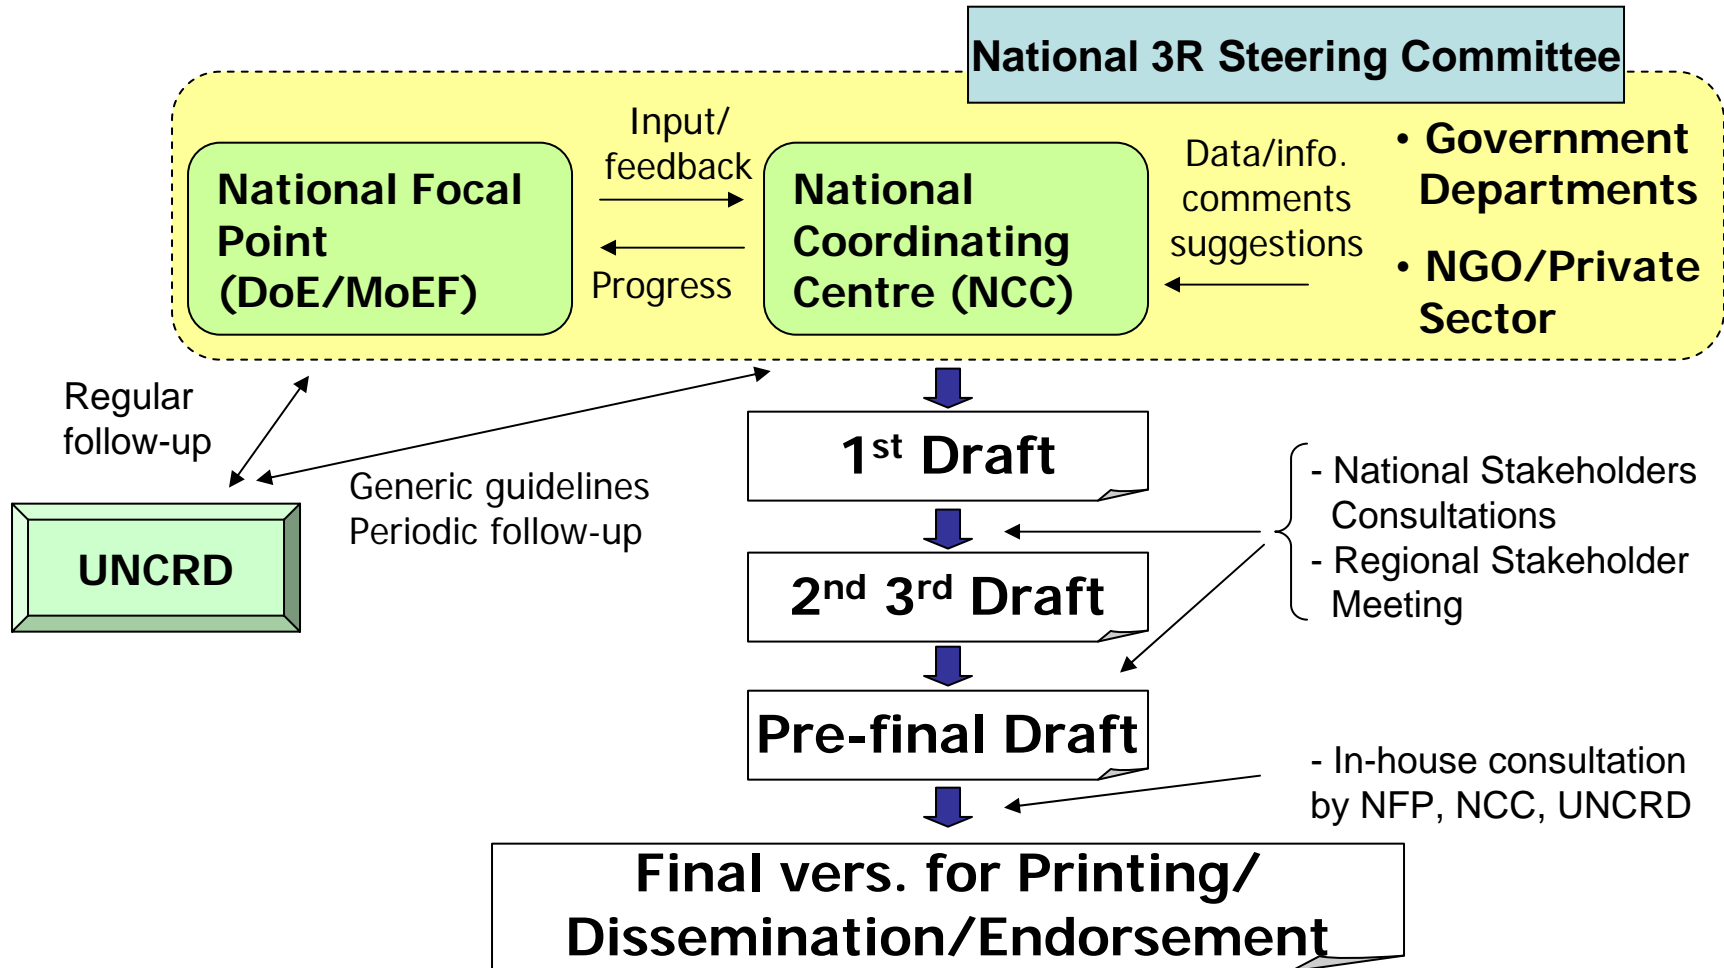 National 3R Steering Committee
Input/
feedback
National Focal
Point
(DoE/MoEF)
Progress
National
Coordinating
Centre (NCC)
Data/info.
comments
suggestions
• Government
Departments
• NGO/Private
Sector
Regular
follow-up
Generic guidelines
Periodic follow-up
UNCRD
1st Draft
- National Stakeholders
Consultations
- Regional Stakeholder
Meeting
2nd 3rd Draft
Pre-final Draft
- In-house consultation
by NFP, NCC, UNCRD
Final vers. for Printing/
Dissemination/Endorsement